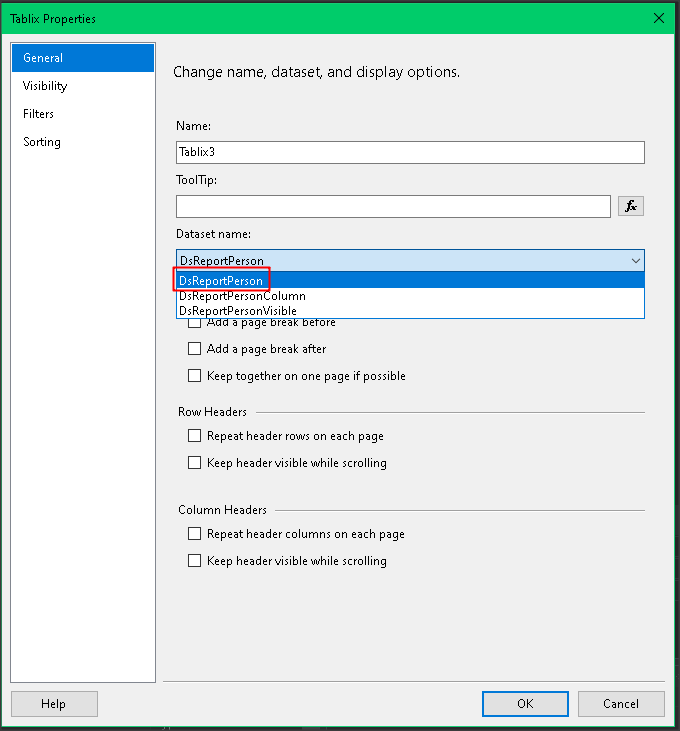 Tablix Properties
General
Visibility
Filters
Sorting
Change name, dataset, and display options.
Name:
Tablix3
ToolTip:
fx
Dataset name:
DsReportPerson
DsReportPerson
DsReportPersonColumn
DsReportPersonVisible
Add a page break before
Add a page break after
Keep together on one page if possible
Row Headers
Repeat header rows on each page
Keep header visible while scrolling
Column Headers
Repeat header columns on each page
Keep header visible while scrolling
Help
OK
Cancel